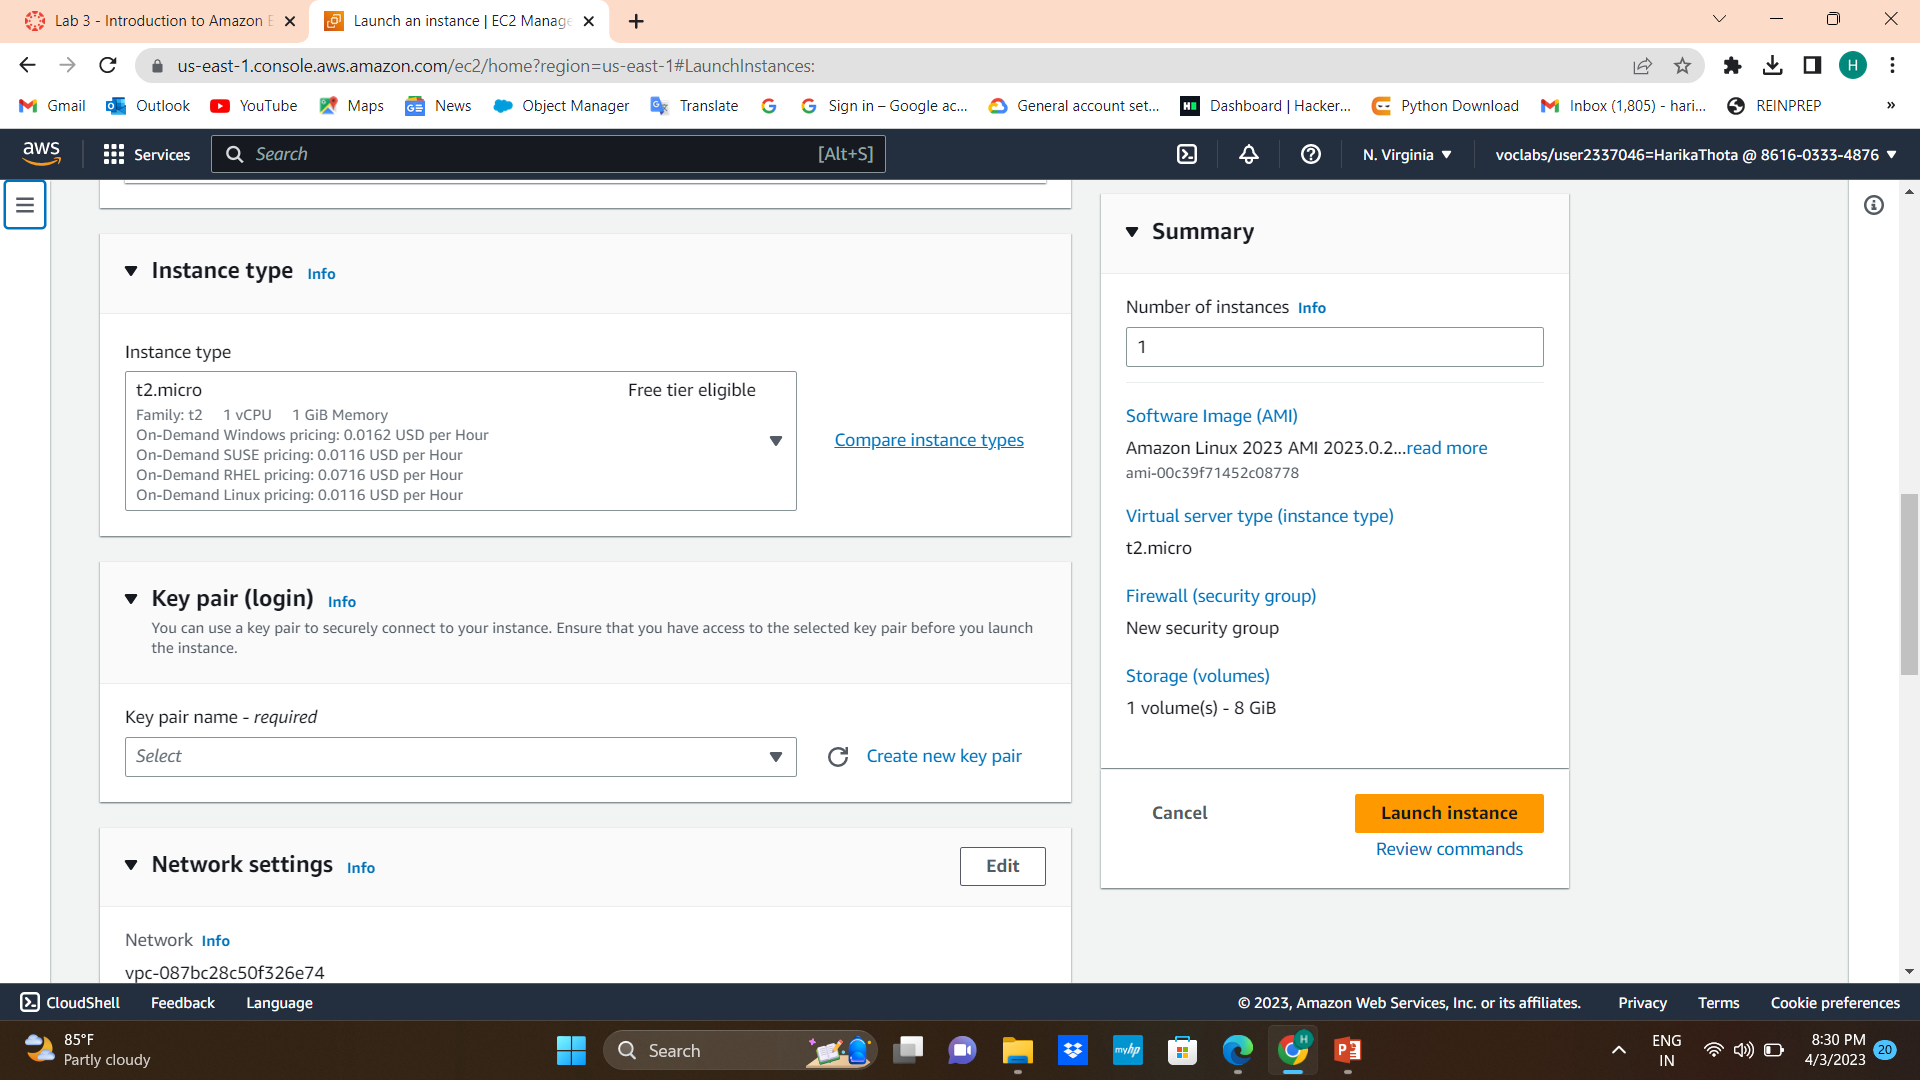 Lab 3 - Introduction to Amazon E
Launch an instance | EC2 Manage
us-east-1.console.aws.amazon.com/ec2/home?region=us-east-1#LaunchInstances:
H
Gmail
Outlook
YouTube
Maps
News
Object Manager
Translate
Sign in – Google ac...
General account set...
Dashboard | Hacker...
Python Download
Inbox (1,805) - hari...
REINPREP
»
aws
Services
Search
[Alt+S]
N. Virginia
voclabs/user2337046=HarikaThota @ 8616-0333-4876
Instance type Info
Instance type
t2.micro
Free tier eligible
Family: t2 1 vCPU 1 GiB Memory
On-Demand Windows pricing: 0.0162 USD per Hour
On-Demand SUSE pricing: 0.0116 USD per Hour
On-Demand RHEL pricing: 0.0716 USD per Hour
On-Demand Linux pricing: 0.0116 USD per Hour
Compare instance types
Key pair (login) Info
You can use a key pair to securely connect to your instance. Ensure that you have access to the selected key pair before you launch
the instance.
Key pair name - required
Select
Create new key pair
Network settings Info
Edit
Network Info
vpc-087bc28c50f326e74
Summary
Number of instances Info
1
Software Image (AMI)
Amazon Linux 2023 AMI 2023.0.2...read more
ami-00c39f71452c08778
Virtual server type (instance type)
t2.micro
Firewall (security group)
New security group
Storage (volumes)
1 volume(s) - 8 GiB
Cancel
Launch instance
Review commands
CloudShell
Feedback
Language
© 2023, Amazon Web Services, Inc. or its affiliates.
Privacy
Terms
Cookie preferences
85°F
Partly cloudy
Search
myhp
H
ENG
IN
8:30 PM
4/3/2023
20